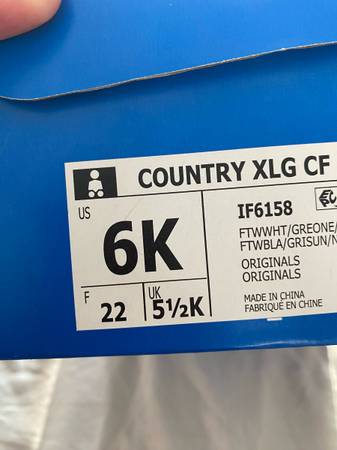 COUNTRY XLG CF
US
6K
F
22
UK
5½K
IF6158
FTWWHT/GREONE/
FTWBLA/GRISUN/N
ORIGINALS
ORIGINALS
MADE IN CHINA
FABRIQUÉ EN CHINE